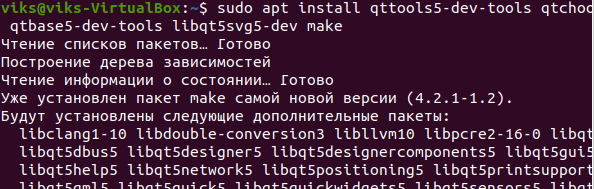 viks@viks-VirtualBox:~$ sudo apt install qttools5-dev-tools qtchoo
qtbase5-dev-tools libqt5svg5-dev make
Чтение списков пакетов… Готово
Построение дерева зависимостей
Чтение информации о состоянии… Готово
Уже установлен пакет make самой новой версии (4.2.1-1.2).
Будут установлены следующие дополнительные пакеты:
libclang1-10 libdouble-conversion3 libllvm10 libpcre2-16-0 libqt
libqt5dbus5 libqt5designer5 libqt5designercomponents5 libqt5gui5
libqt5help5 libqt5network5 libqt5positioning5 libqt5printsupport
libqt5qml5 libqt5quick5 libqt5quickwidgets5 libqt5sensors5 libqt